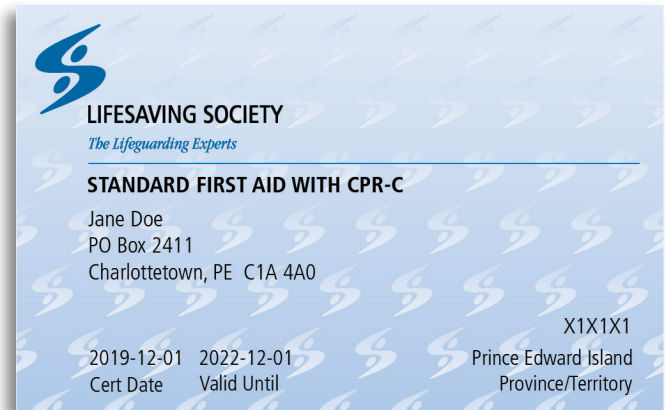 LIFESAVING SOCIETY
The Lifeguarding Experts
STANDARD FIRST AID WITH CPR-C
Jane Doe
PO Box 2411
Charlottetown, PE C1A 4A0
X1X1X1
2019-12-01 2022-12-01 Prince Edward Island
Cert Date Valid Until Province/Territory